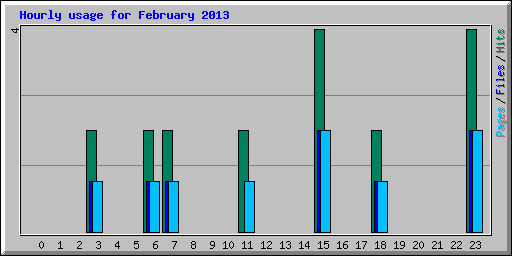 Hourly usage for February 2013
4
Pages / Files / Hits
0 1 2 3 4 5 6 7 8 9 10 11 12 13 14 15 16 17 18 19 20 21 22 23